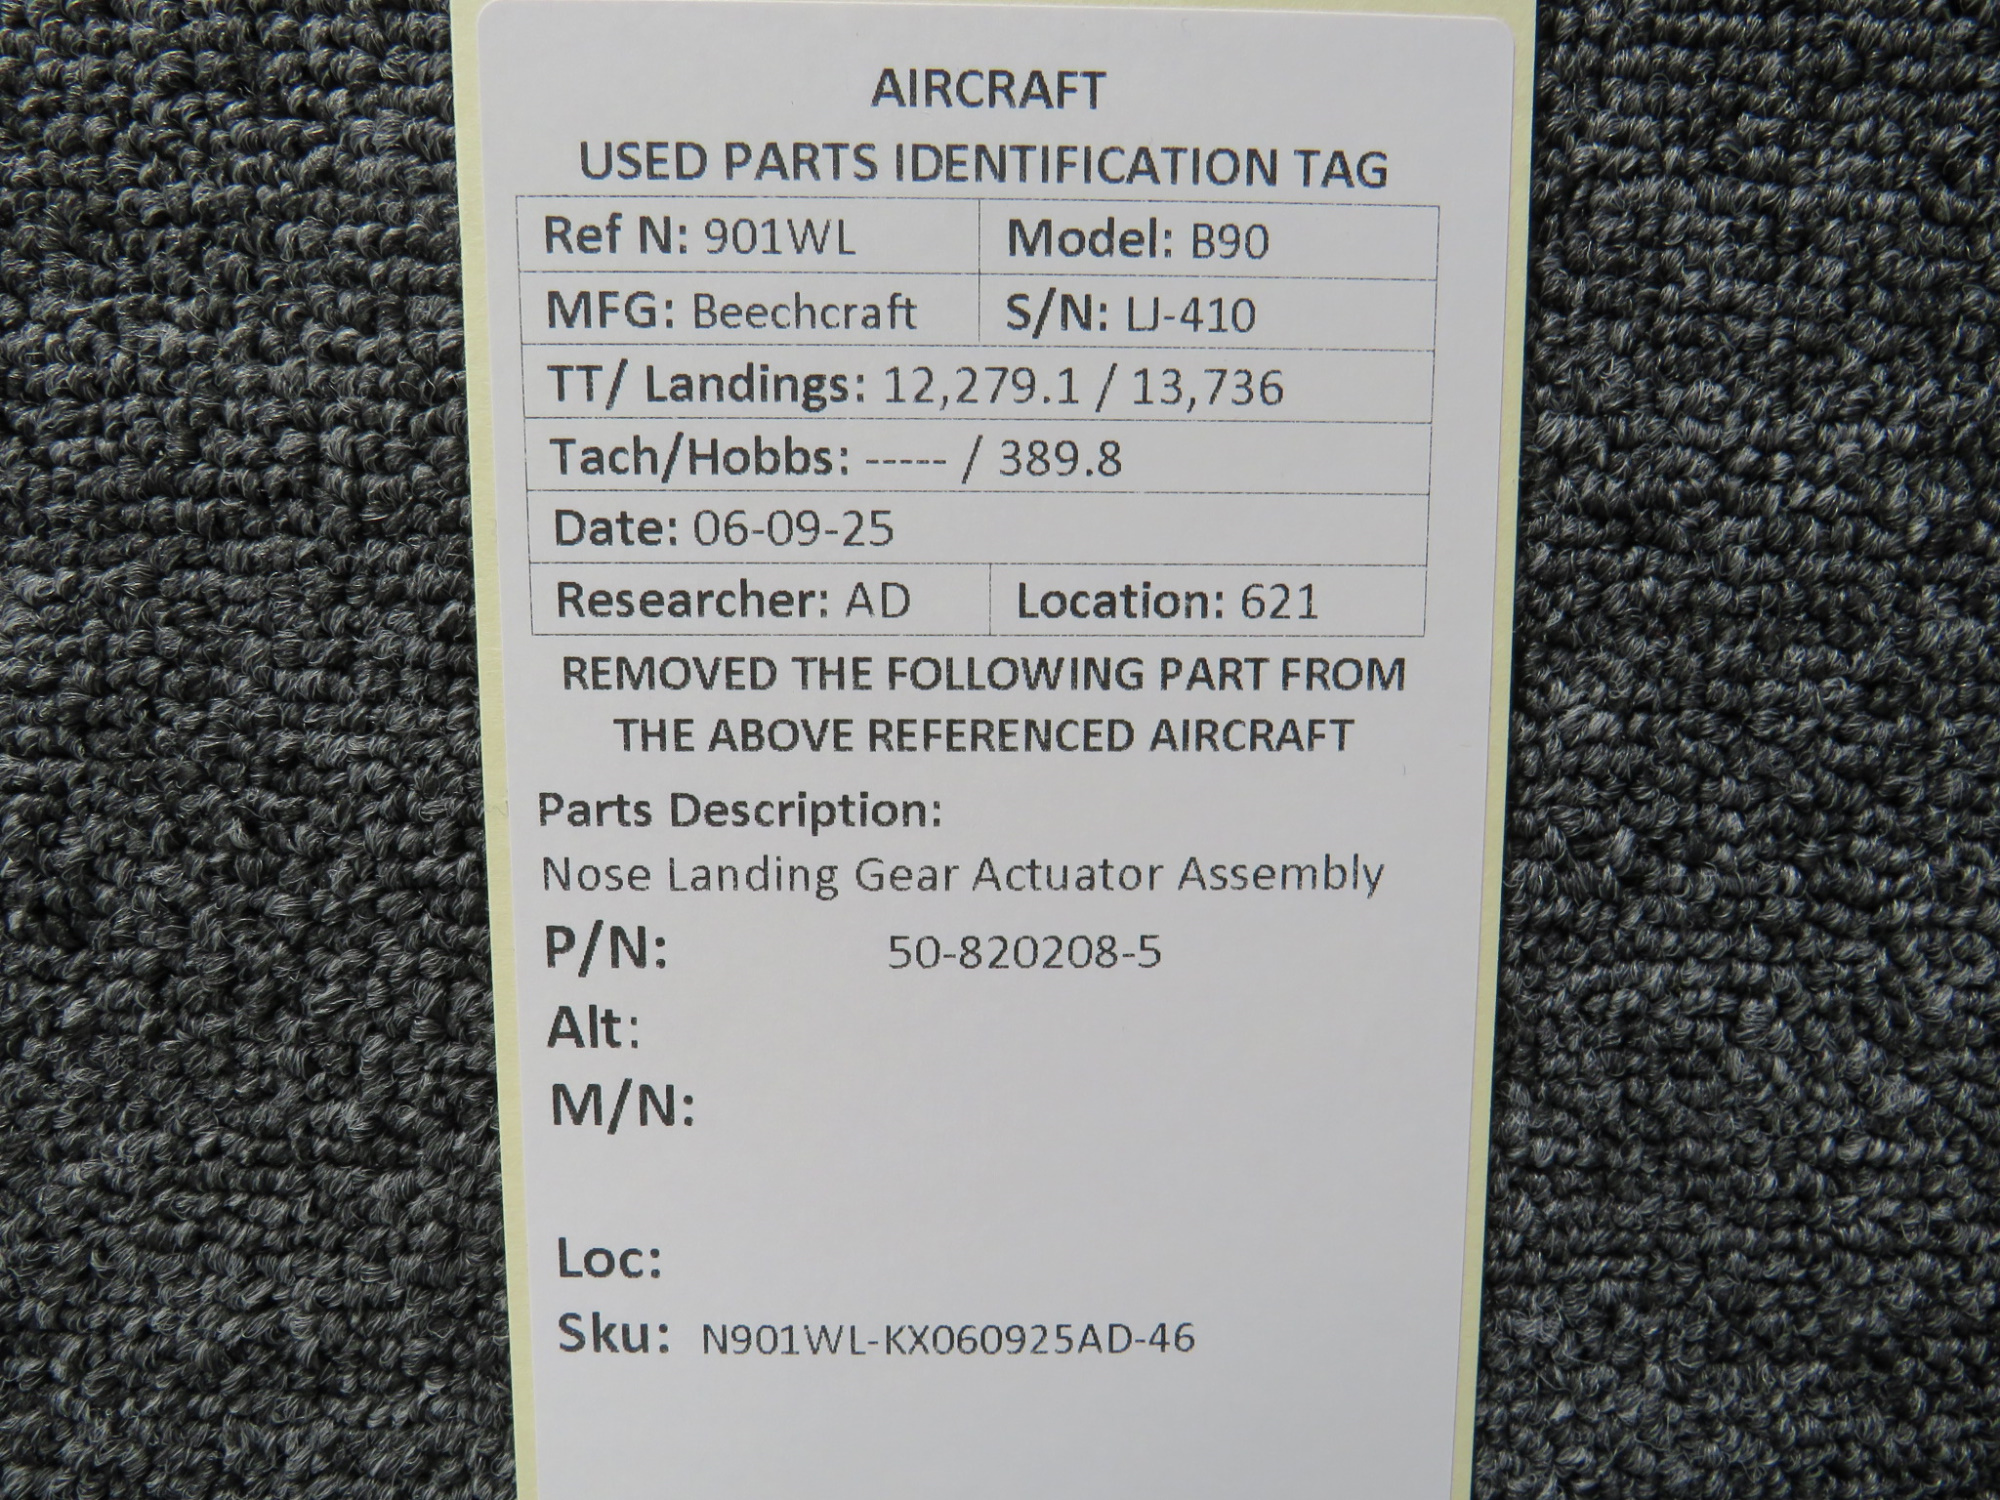 AIRCRAFT
USED PARTS IDENTIFICATION TAG
Ref N: 901WL Model: B90
MFG: Beechcraft S/N: LJ-410
TT/ Landings: 12,279.1 / 13,736
Tach/Hobbs: ----- / 389.8
Date: 06-09-25
Researcher: AD Location: 621
REMOVED THE FOLLOWING PART FROM
THE ABOVE REFERENCED AIRCRAFT
Parts Description:
Nose Landing Gear Actuator Assembly
P/N: 50-820208-5
Alt:
M/N:
Loc:
Sku: N901WL-KX060925AD-46